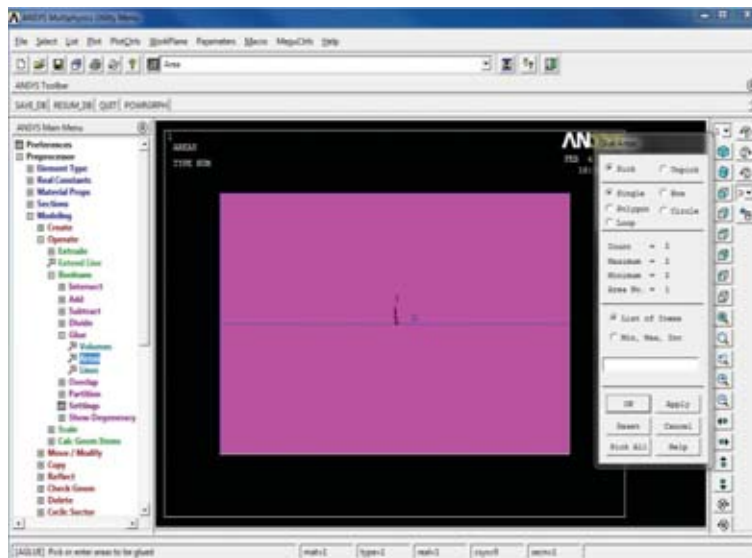 ANSYS Multiphysics Utility Menu
File Select List Plot PlotCtrls WorkPlane Parameters Macro MenuCtrls Help
Area
ANSYS Toolbar
SAVE_DB RESUM_DB QUIT POWRGRPH
ANSYS Main Menu
Preferences
Preprocessor
Element Type
Real Constants
Material Props
Sections
Modeling
Create
Operate
Extrude
Extend Line
Booleans
Intersect
Add
Subtract
Divide
Glue
Volumes
Areas
Lines
Overlap
Partition
Settings
Show Degeneracy
Scale
Calc Geom Items
Move / Modify
Copy
Reflect
Check Geom
Delete
Cyclic Sector
1
AREAS
TYPE NUM
AN
Pick Unpick
Single Box
Polygon Circle
Loop
Count = 2
Maximum = 2
Minimum = 2
Area No. = 1
List of Items
Min, Max, Inc
OK Apply
Reset Cancel
Pick All Help
[AGLUE] Pick or enter areas to be glued
mat=1 type=1 real=1 csys=0 secn=1